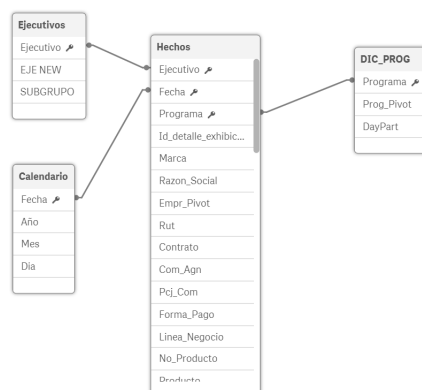 Ejecutivos
Ejecutivo
EJE NEW
SUBGRUPO
Calendario
Fecha
Año
Mes
Dia
Hechos
Ejecutivo
Fecha
Programa
Id_detalle_exhibic...
Marca
Razon_Social
Empr_Pivot
Rut
Contrato
Com_Agn
Pcj_Com
Forma_Pago
Linea_Negocio
No_Producto
Producto
DIC_PROG
Programa
Prog_Pivot
DayPart